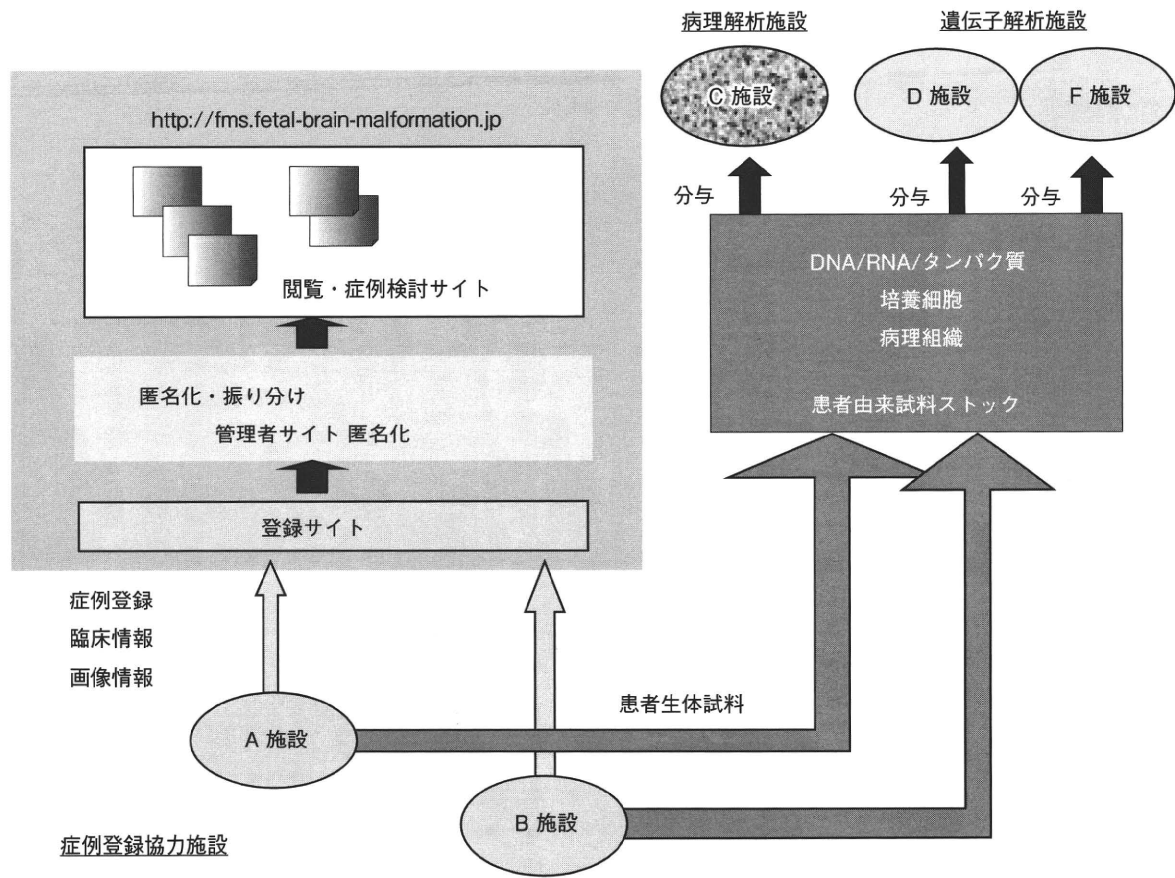 病理解析施設
遺伝子解析施設
C 施設
D 施設
F 施設
http://fms.fetal-brain-malformation.jp
分与
分与
分与
閲覧・症例検討サイト
DNA/RNA/タンパク質
培養細胞
病理組織
患者由来試料ストック
匿名化・振り分け
管理者サイト 匿名化
登録サイト
症例登録
臨床情報
画像情報
患者生体試料
A 施設
B 施設
症例登録協力施設